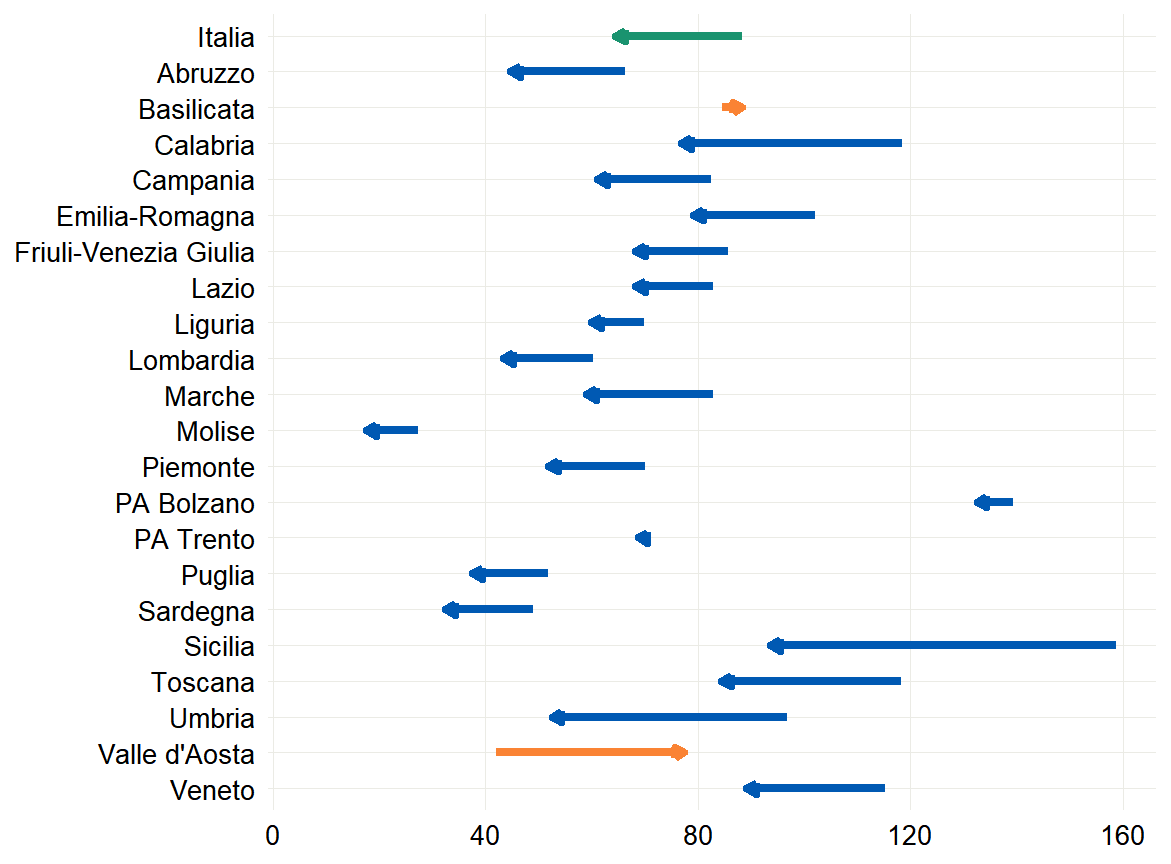 Italia
Abruzzo
Basilicata
Calabria
Campania
Emilia-Romagna
Friuli-Venezia Giulia
Lazio
Liguria
Lombardia
Marche
Molise
Piemonte
PA Bolzano
PA Trento
Puglia
Sardegna
Sicilia
Toscana
Umbria
Valle d'Aosta
Veneto
0 40 80 120 160